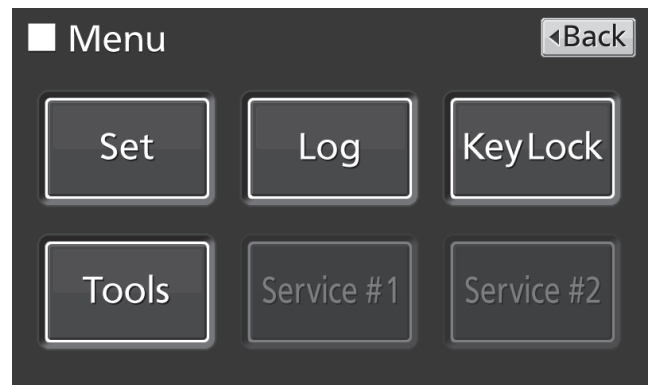 Menu
◂Back
Set
Log
KeyLock
Tools
Service #1
Service #2